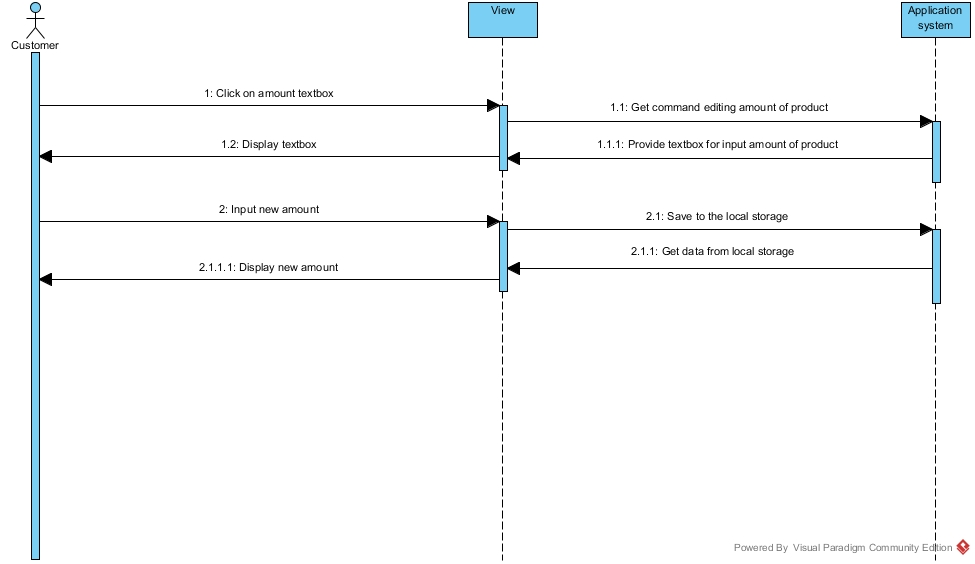 View
Application
system
Customer
1: Click on amount textbox
1.1: Get command editing amount of product
1.2: Display textbox
1.1.1: Provide textbox for input amount of product
2: Input new amount
2.1: Save to the local storage
2.1.1: Get data from local storage
2.1.1.1: Display new amount
Powered By Visual Paradigm Community Edition